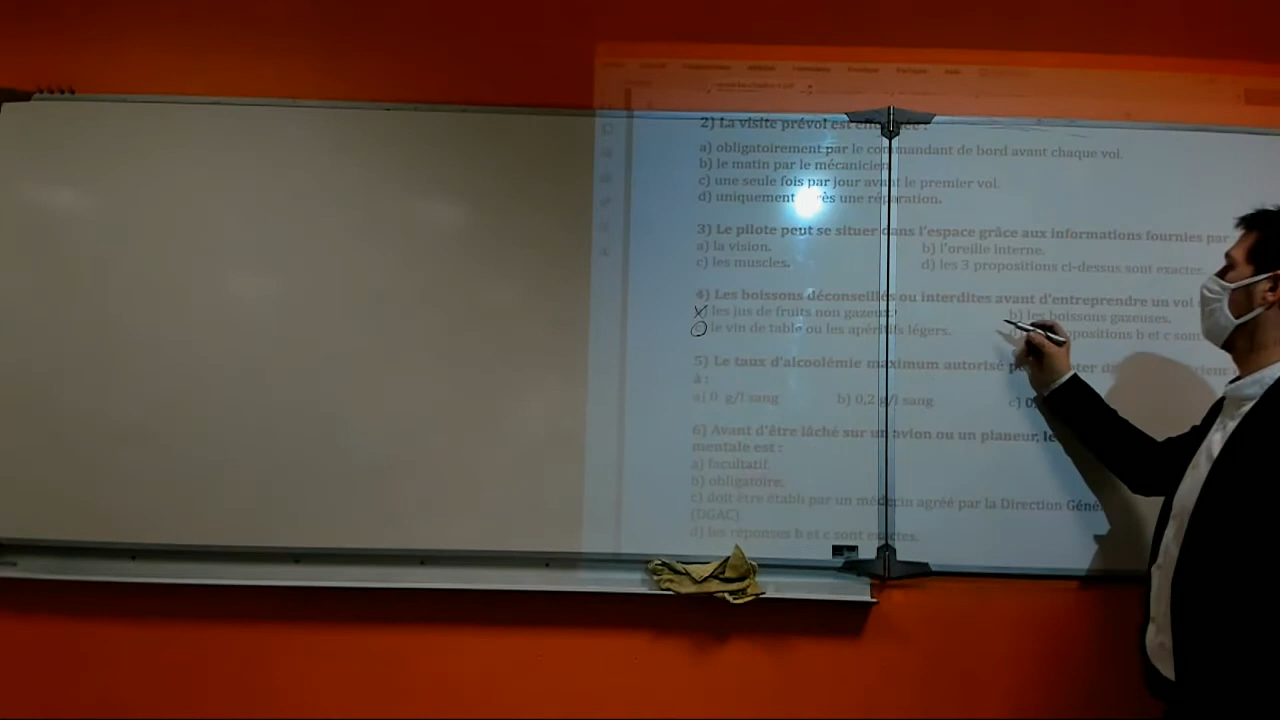 2) La visite prévol est
a) obligatoirement par le commandant de bord avant chaque vol.
b) le matin par le mécanicien
c) une seule fois par jour avant le premier vol.
d) uniquement après une réparation.
3) Le pilote peut se situer dans l'espace grâce aux informations fournies par
a) la vision. b) l'oreille interne.
c) les muscles. d) les 3 propositions ci-dessus sont exactes.
4) Les boissons déconseillés ou interdites avant d'entreprendre un vol
les jus de fruits non gazeux. b) les boissons gazeuses.
le vin de table ou les apéritifs légers. d) propositions b et c sont
5) Le taux d'alcoolémie maximum autorisé
à :
a) 0 g/l sang b) 0,2 g/l sang c) 0,
6) Avant d'être lâché sur un avion ou un planeur, le
mentale est :
a) facultatif.
b) obligatoire.
c) doit être établi par un médecin agréé par la Direction Géné
(DGAC)
d) les réponses b et c sont exactes.